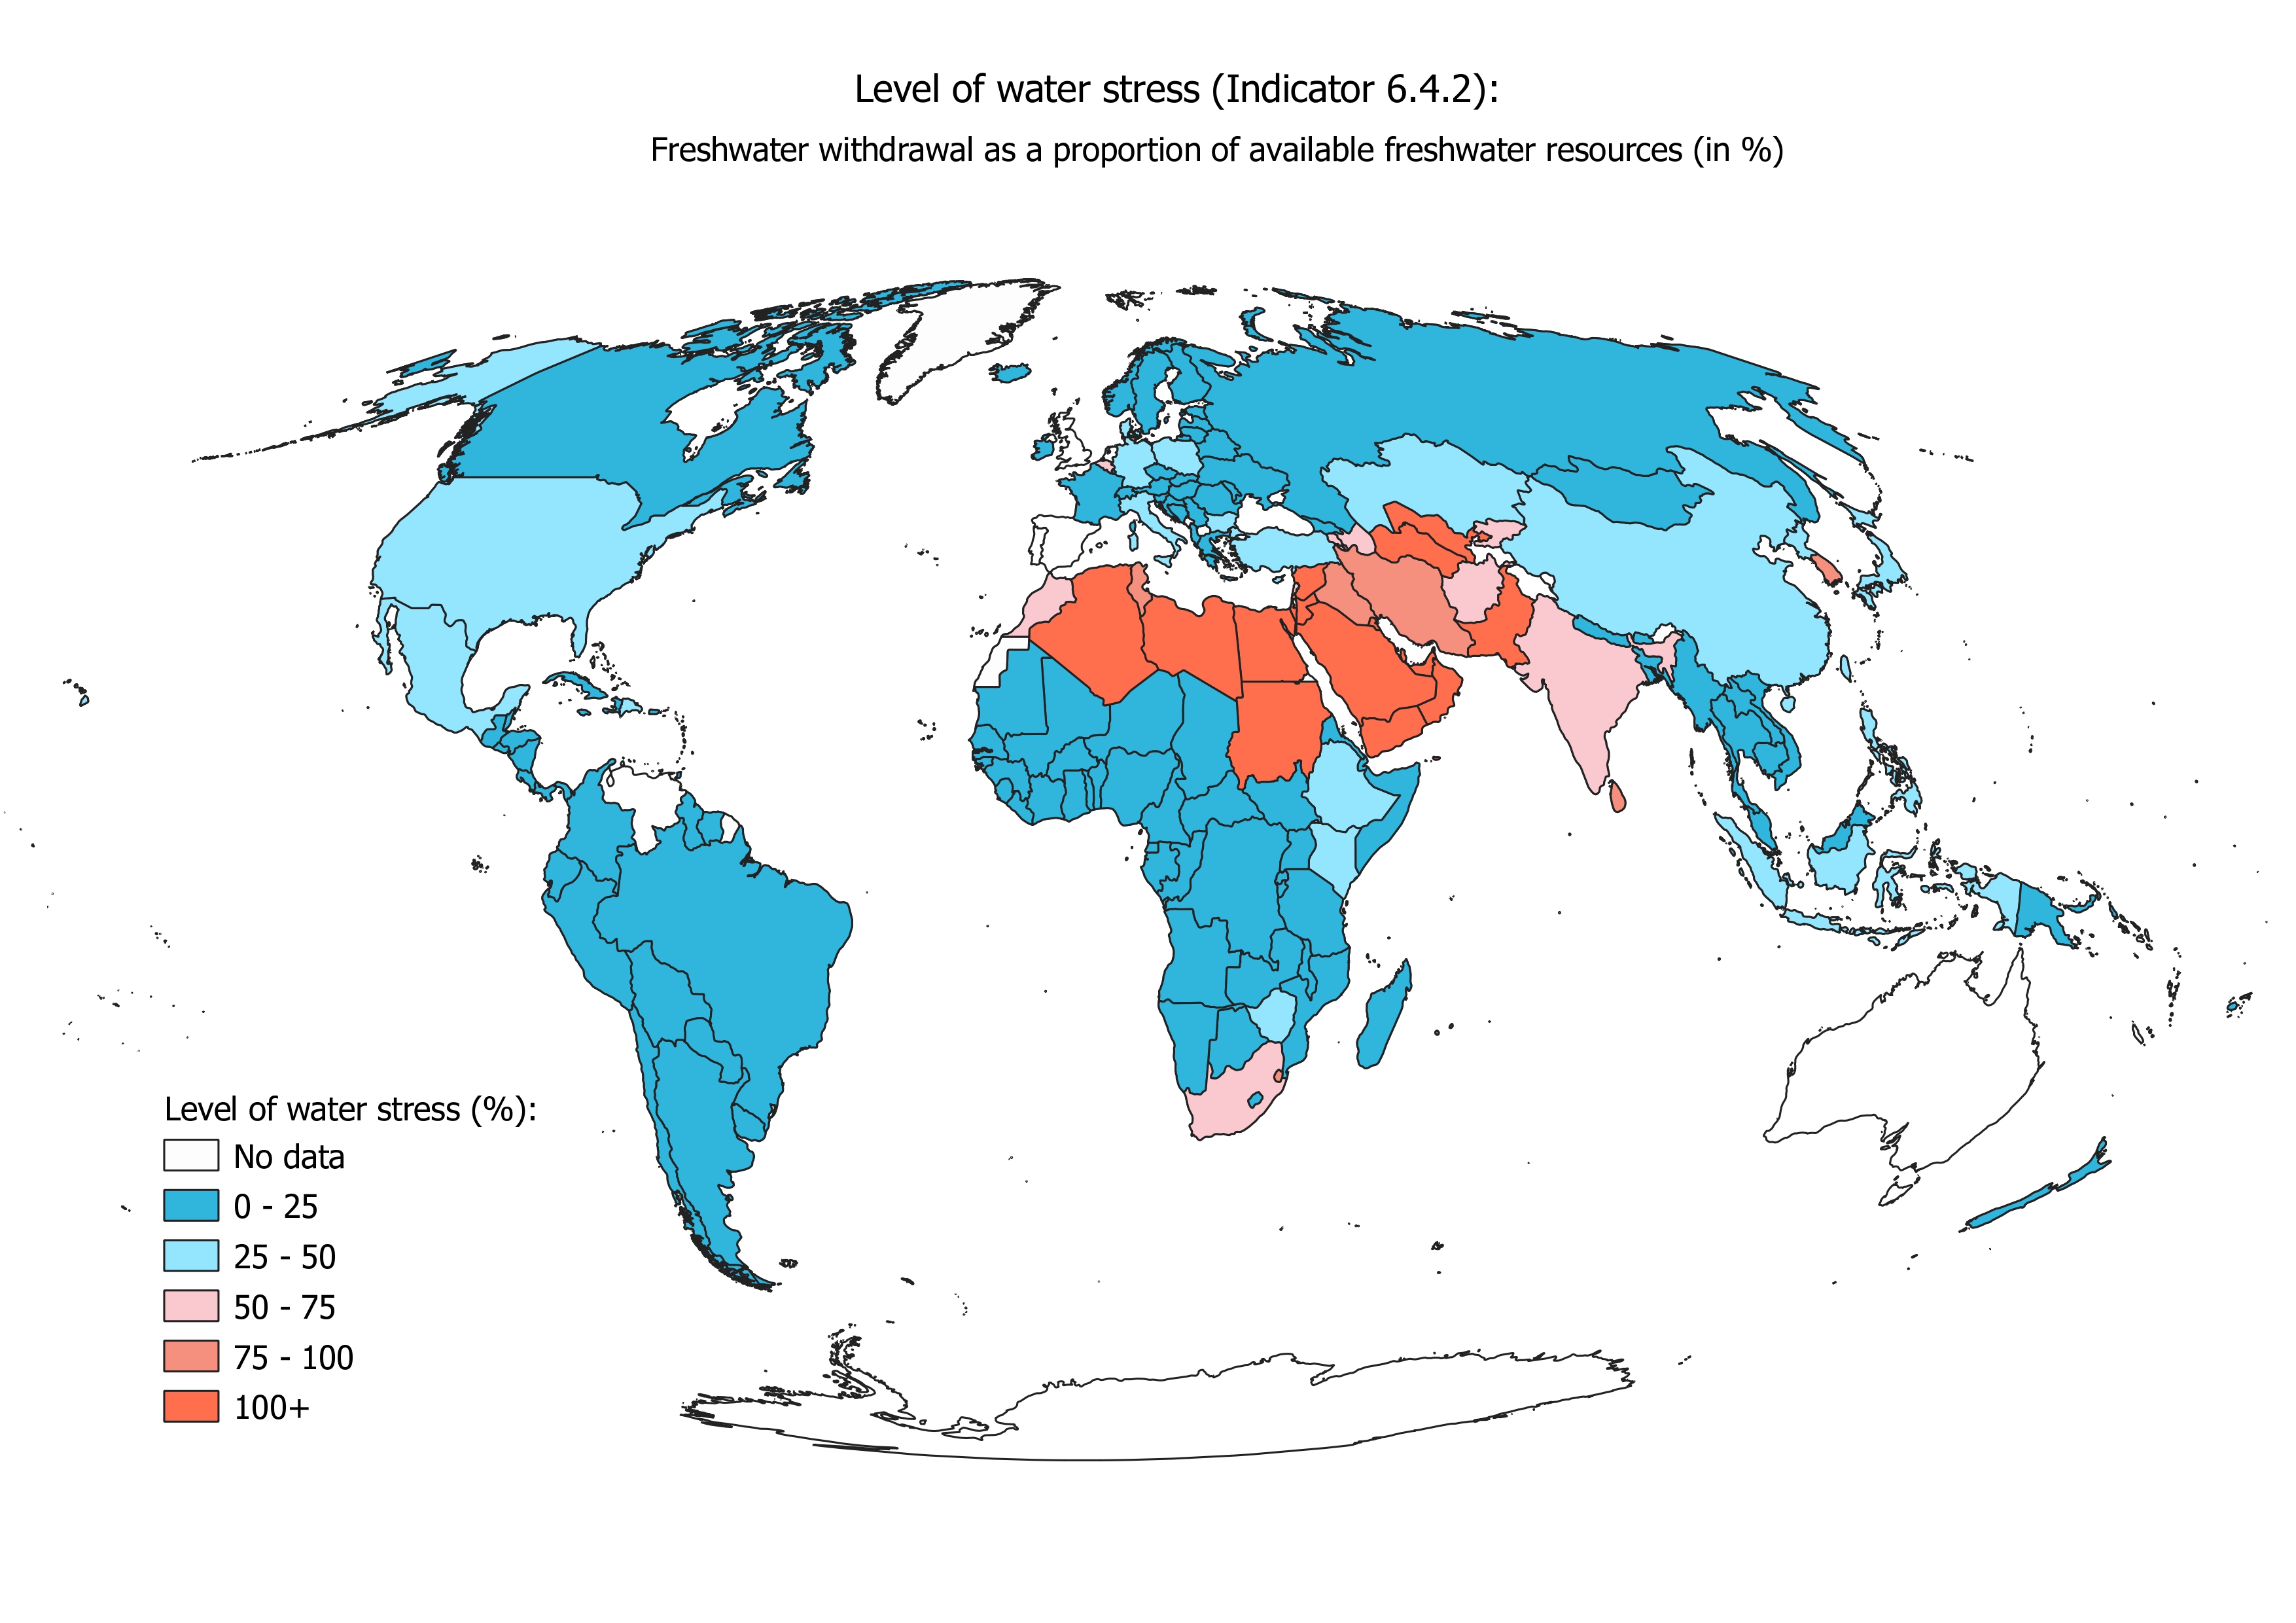 Level of water stress (Indicator 6.4.2):
Freshwater withdrawal as a proportion of available freshwater resources (in %)
Level of water stress (%):
No data
0 - 25
25 - 50
50 - 75
75 - 100
100+